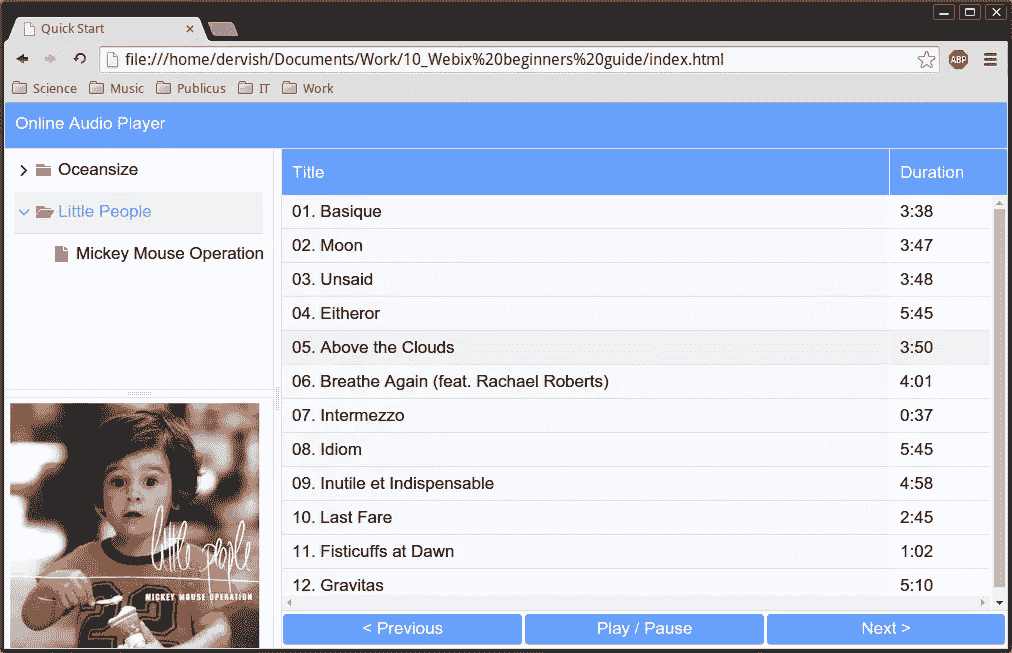 Quick Start
file:///home/dervish/Documents/Work/10_Webix%20beginners%20guide/index.html
ABP
Science Music Publicus IT Work
Online Audio Player
Oceansize
Little People
Mickey Mouse Operation
Title Duration
01. Basique 3:38
02. Moon 3:47
03. Unsaid 3:48
04. Eitheror 5:45
05. Above the Clouds 3:50
06. Breathe Again (feat. Rachael Roberts) 4:01
07. Intermezzo 0:37
08. Idiom 5:45
09. Inutile et Indispensable 4:58
10. Last Fare 2:45
11. Fisticuffs at Dawn 1:02
12. Gravitas 5:10
little people
MICKEY MOUSE OPERATION
< Previous Play / Pause Next >